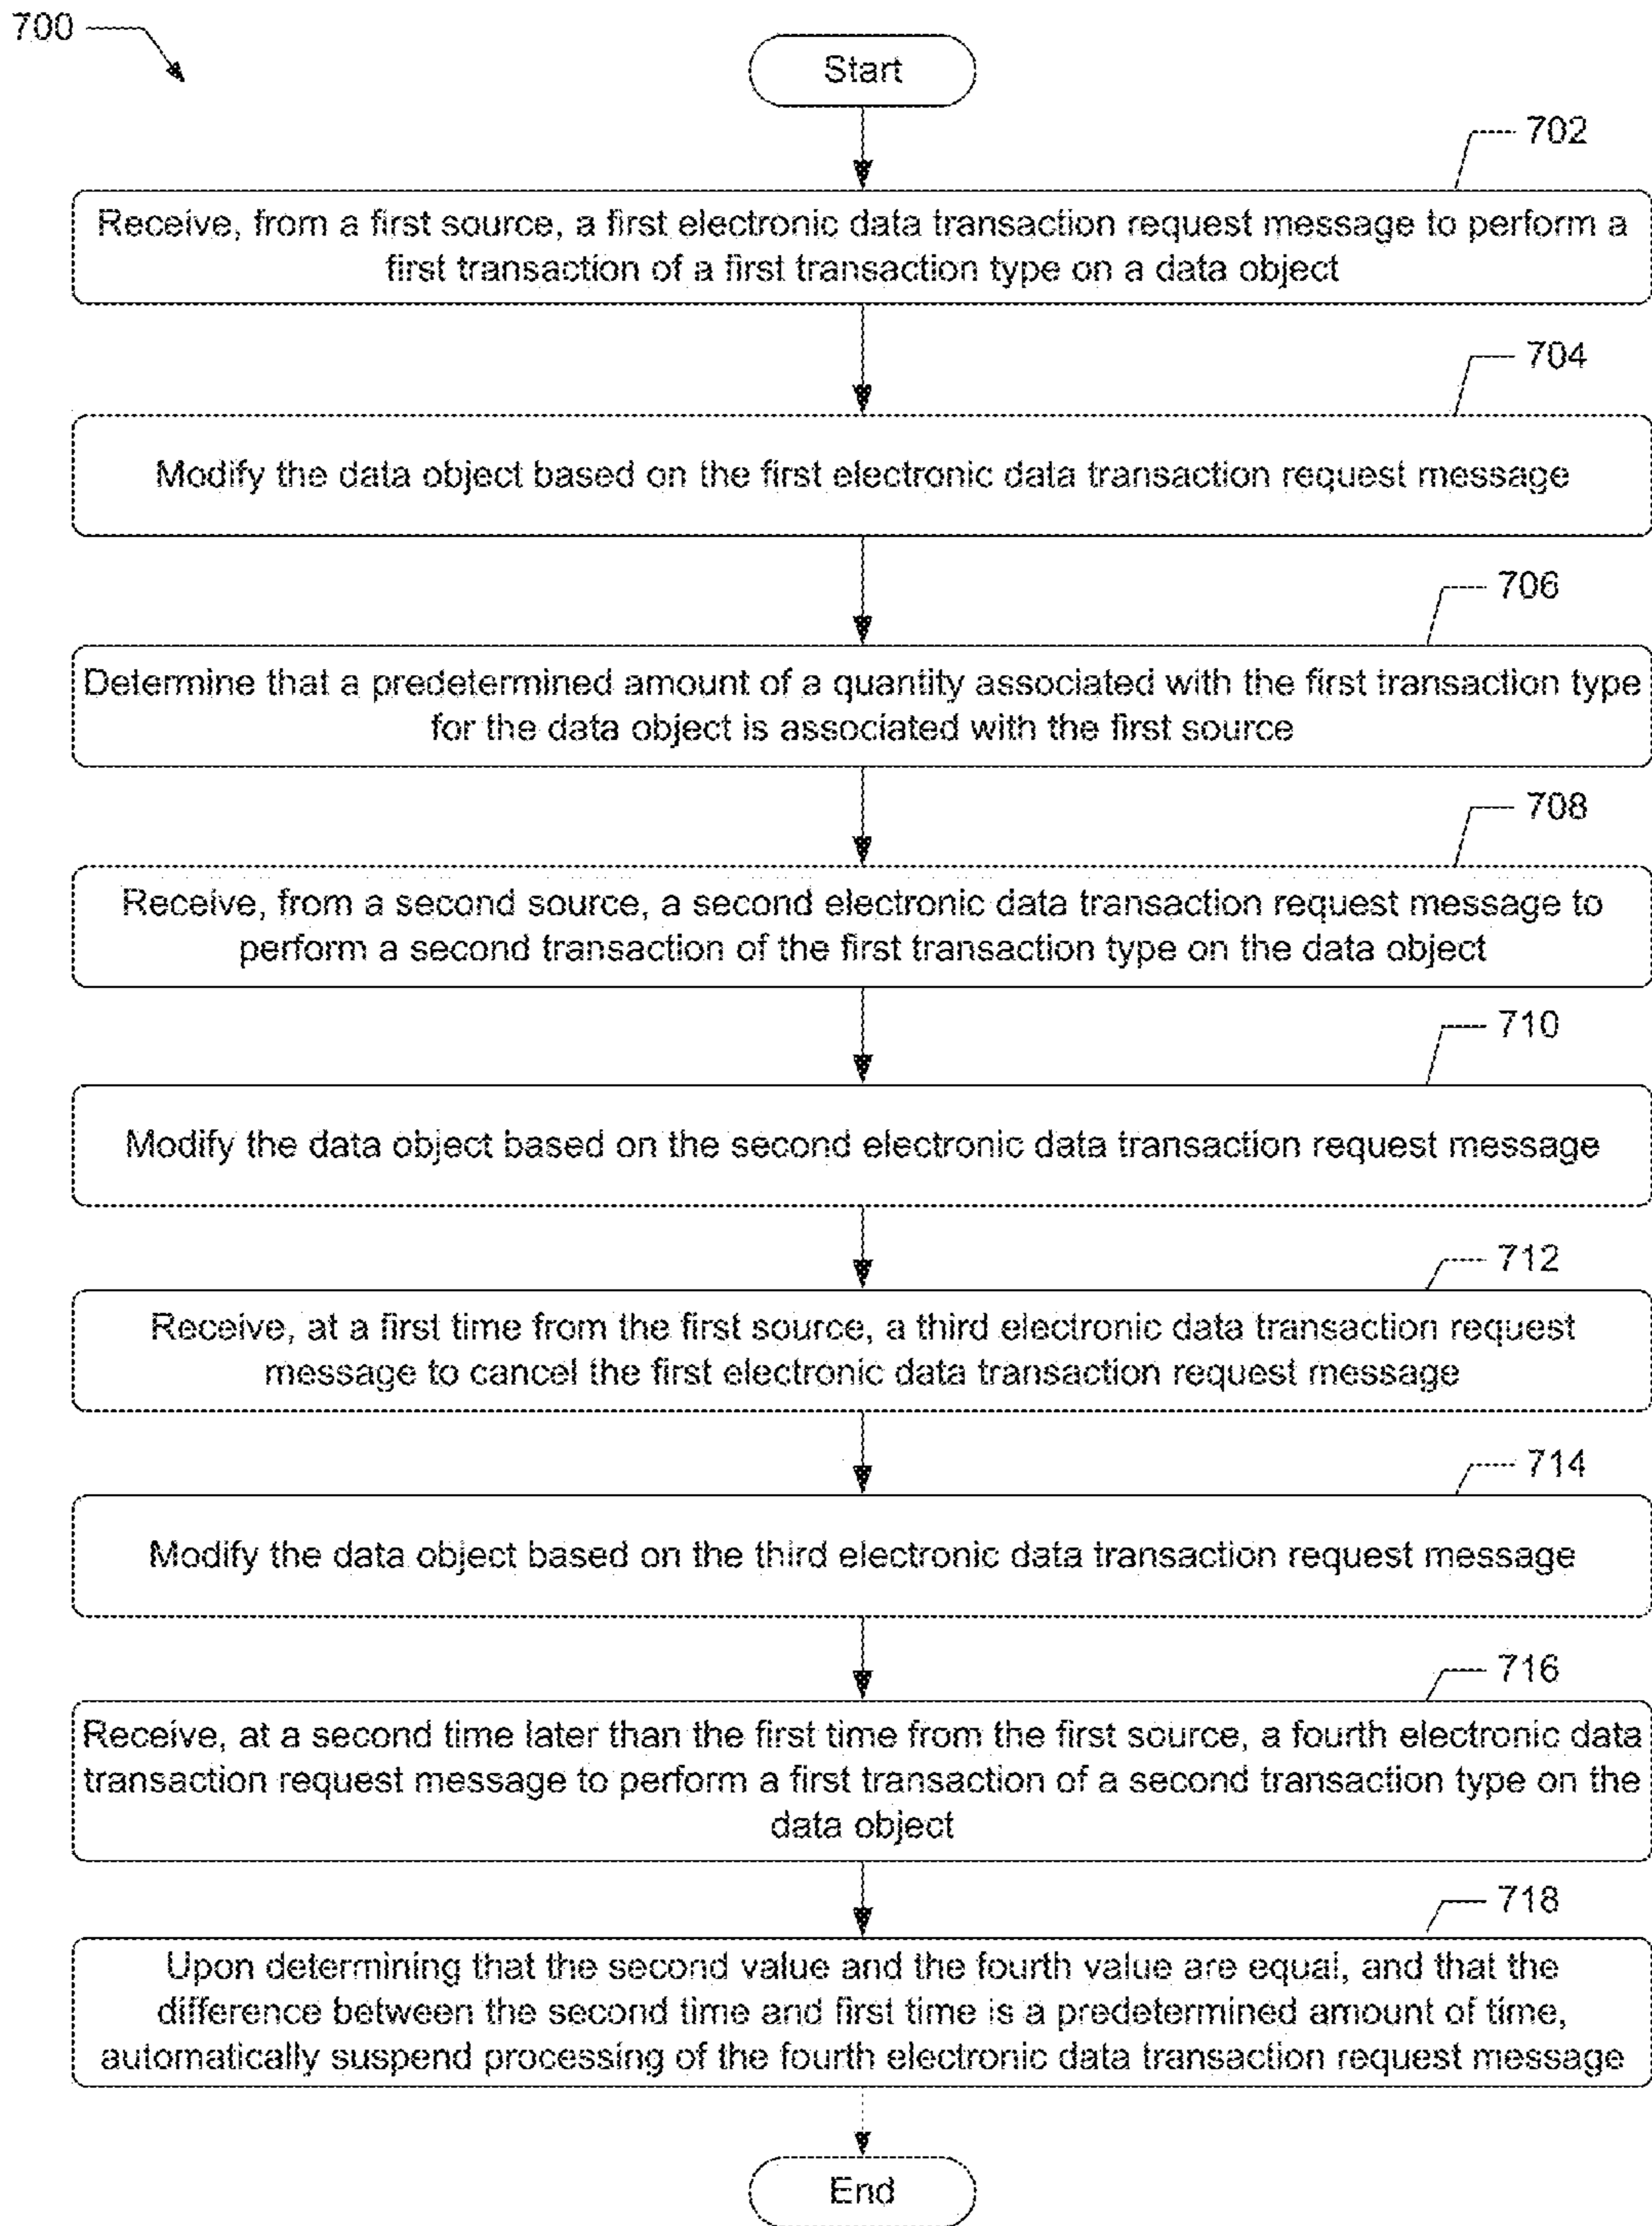 700
Start
702
Receive, from a first source, a first electronic data transaction request message to perform a
first transaction of a first transaction type on a data object
704
Modify the data object based on the first electronic data transaction request message
706
Determine that a predetermined amount of a quantity associated with the first transaction type
for the data object is associated with the first source
708
Receive, from a second source, a second electronic data transaction request message to
perform a second transaction of the first transaction type on the data object
710
Modify the data object based on the second electronic data transaction request message
712
Receive, at a first time from the first source, a third electronic data transaction request
message to cancel the first electronic data transaction request message
714
Modify the data object based on the third electronic data transaction request message
716
Receive, at a second time later than the first time from the first source, a fourth electronic data
transaction request message to perform a first transaction of a second transaction type on the
data object
718
Upon determining that the second value and the fourth value are equal, and that the
difference between the second time and first time is a predetermined amount of time,
automatically suspend processing of the fourth electronic data transaction request message
End